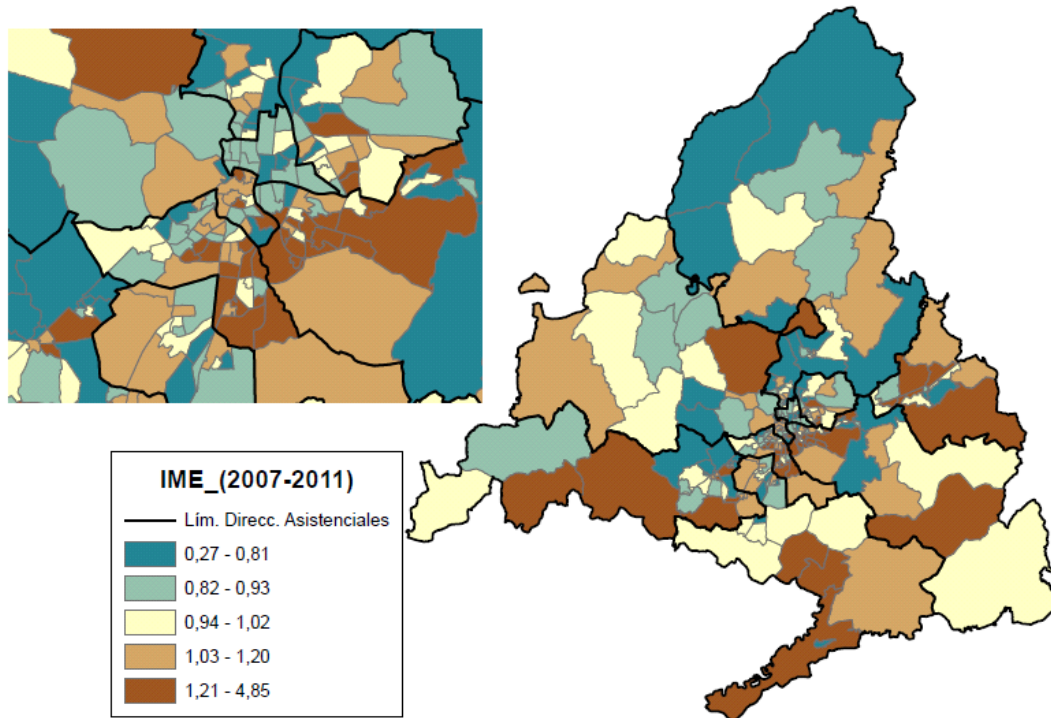 IME_(2007-2011)
Lím. Direcc. Asistenciales
0,27 - 0,81
0,82 - 0,93
0,94 - 1,02
1,03 - 1,20
1,21 - 4,85